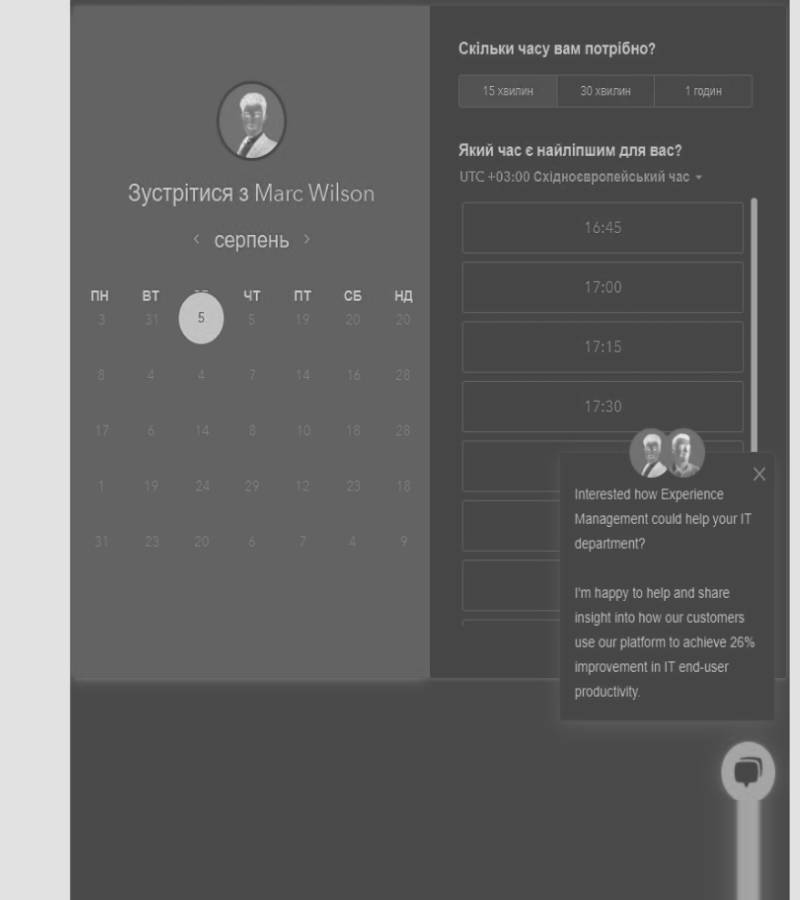 Зустрітися з Marc Wilson
серпень
ПН ВТ ЧТ ПТ СБ НД
3 31 5 5 19 20 20
8 4 4 7 14 16 28
17 6 14 8 10 18 28
1 19 24 29 12 23 18
31 23 20 6 7 4 9
Скільки часу вам потрібно?
15 хвилин 30 хвилин 1 годин
Який час є найліпшим для вас?
UTC +03:00 Східноєвропейський час
16:45
17:00
17:15
17:30
Interested how Experience
Management could help your IT
department?
I'm happy to help and share
insight into how our customers
use our platform to achieve 26%
improvement in IT end-user
productivity.